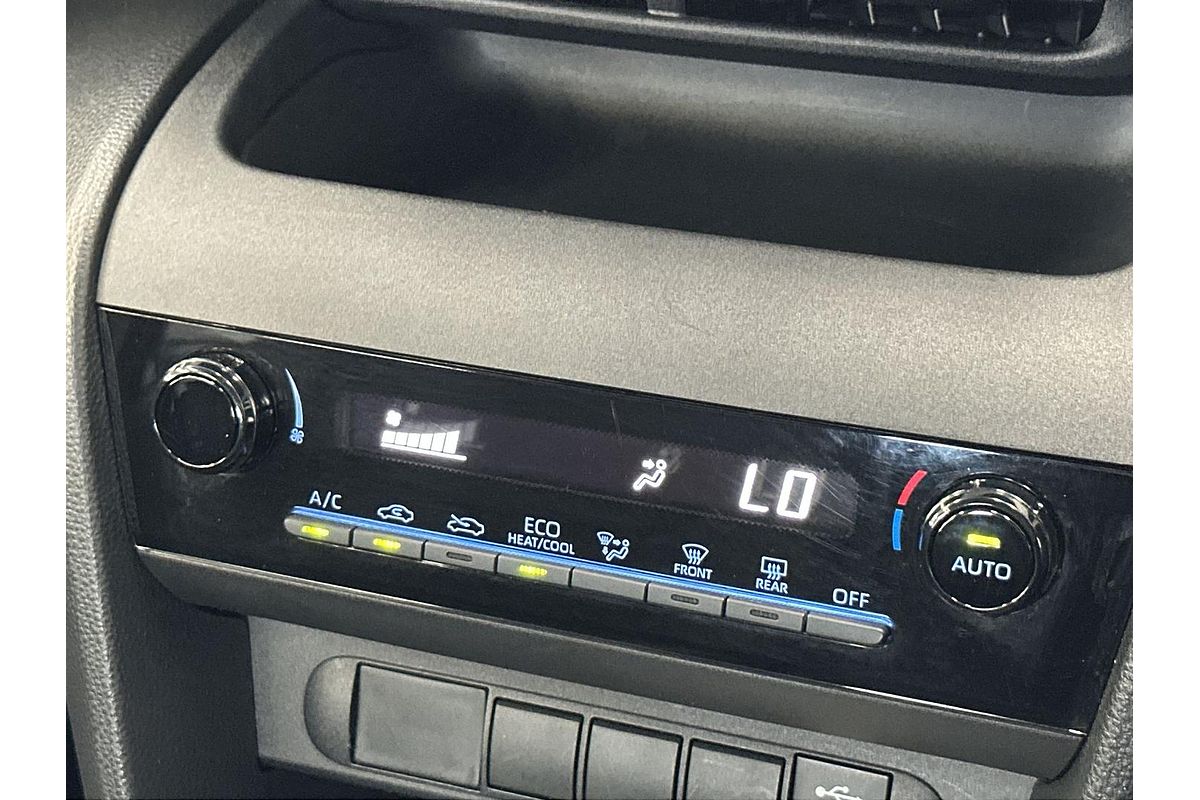 LO
A/C
ECO
HEAT/COOL
FRONT
REAR
OFF
AUTO